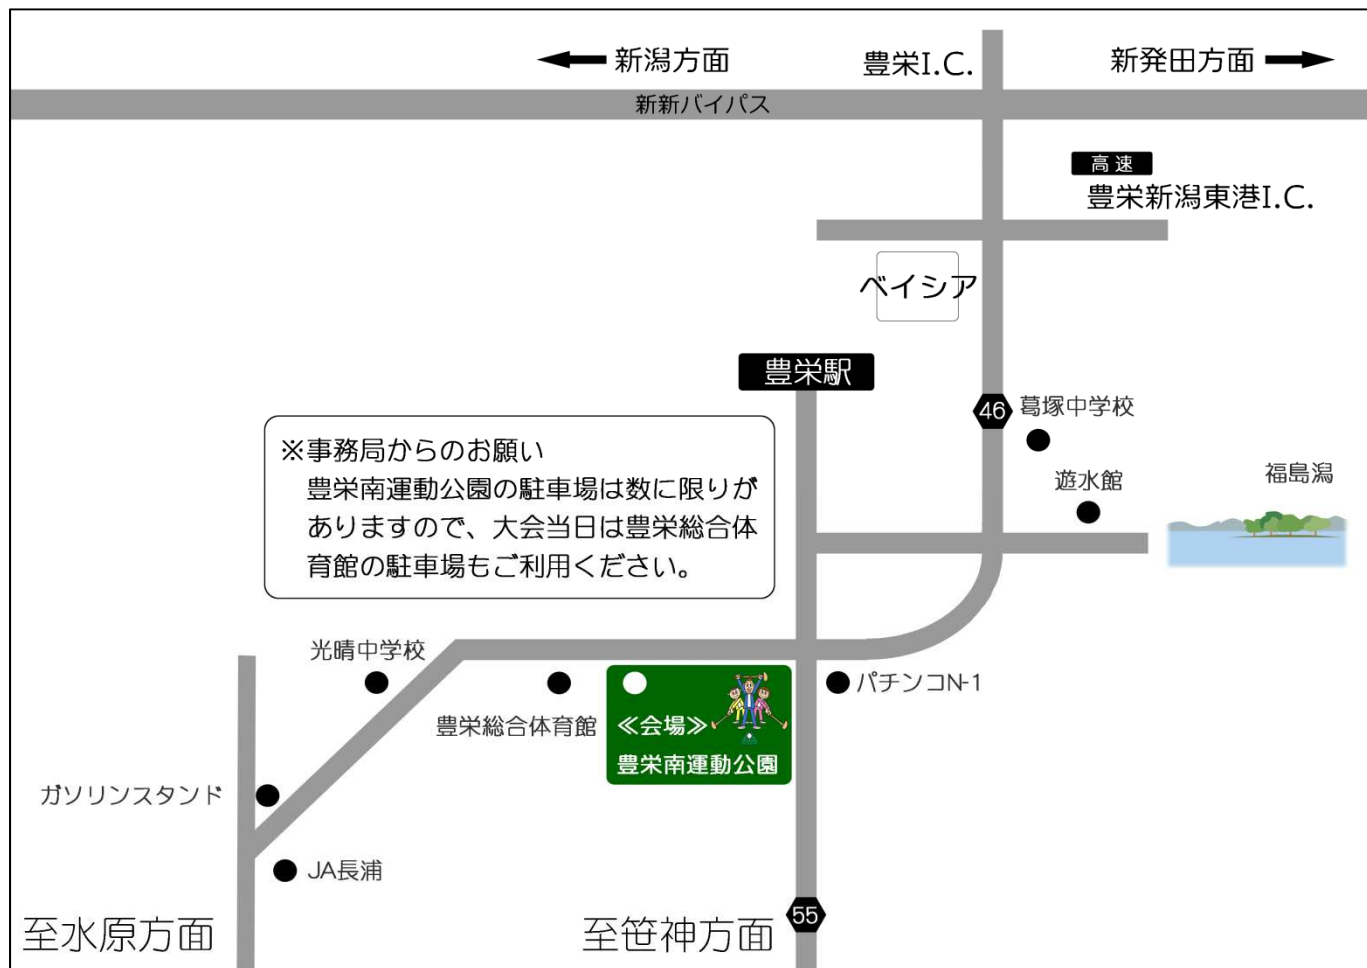 新潟方面
豊栄I.C.
新発田方面
新新バイパス
高速
豊栄新潟東港I.C.
ベイシア
豊栄駅
46
葛塚中学校
※事務局からのお願い
豊栄南運動公園の駐車場は数に限りが
ありますので、大会当日は豊栄総合体
育館の駐車場もご利用ください。
遊水館
福島潟
光晴中学校
パチンコN-1
豊栄総合体育館
≪会場≫
豊栄南運動公園
ガソリンスタンド
JA長浦
55
至水原方面
至笹神方面